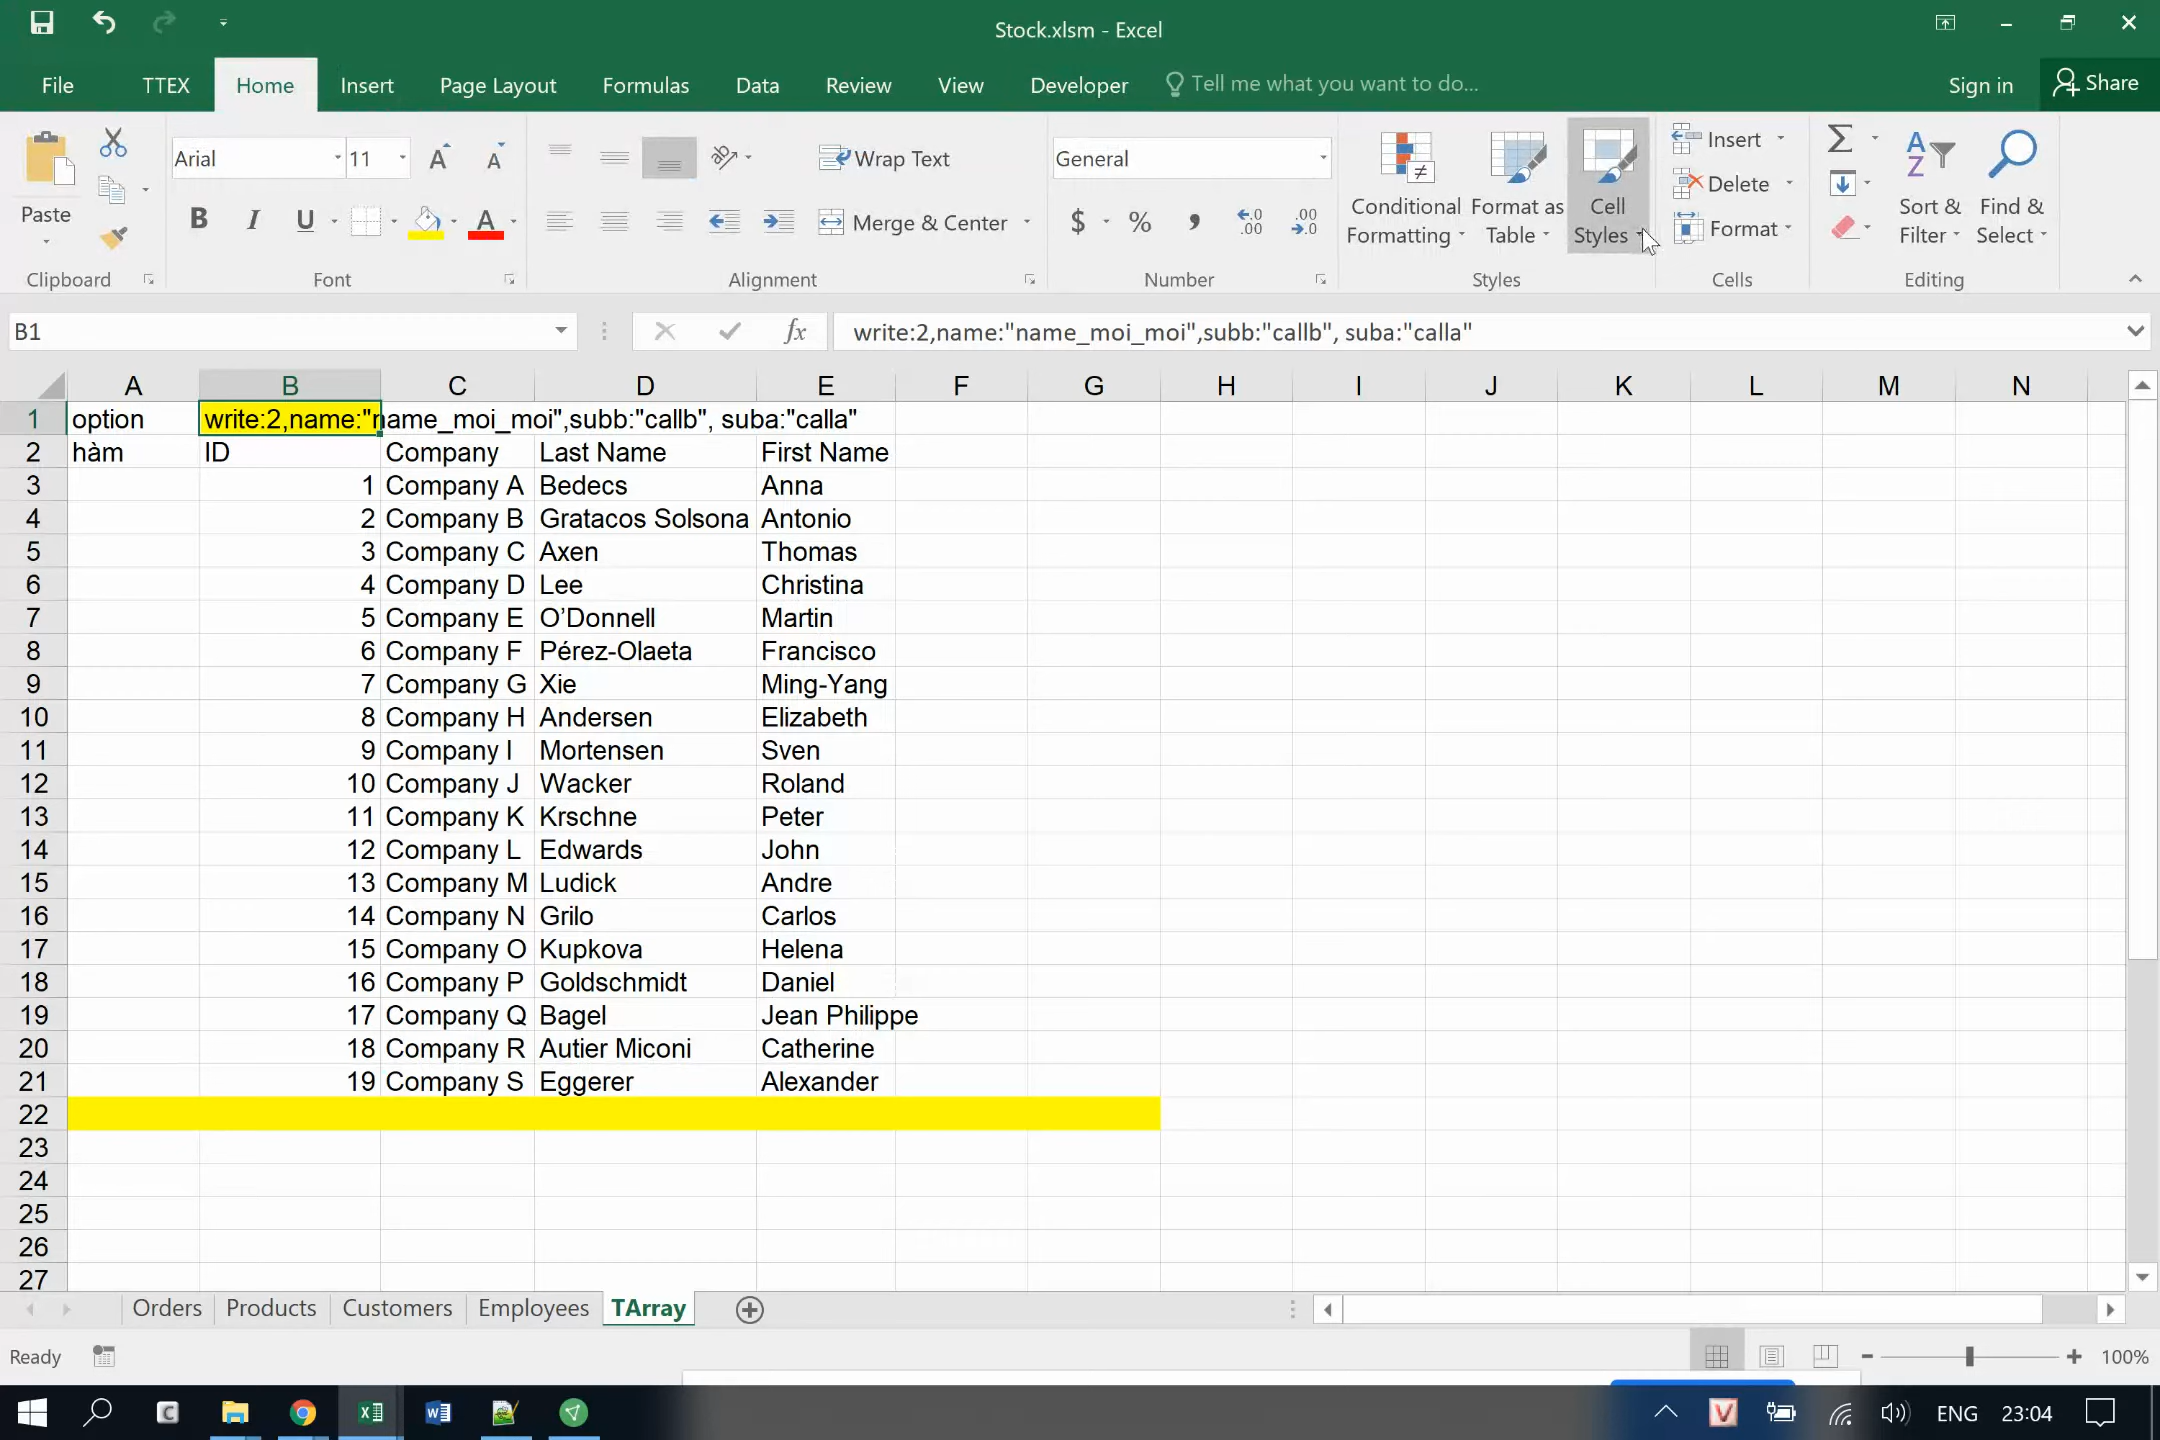 Stock.xlsm - Excel
File TTEX Home Insert Page Layout Formulas Data Review View Developer Tell me what you want to do... Sign in Share
Paste
Clipboard
Arial 11
B I U A
Font
Wrap Text
Merge & Center
Alignment
General
$ % ,
Number
Conditional Formatting
Format as Table
Cell Styles
Styles
Insert
Delete
Format
Cells
Sort & Filter
Find & Select
Editing
B1 fx write:2,name:"name_moi_moi",subb:"callb", suba:"calla"
A B C D E F G H I J K L M N
1 option write:2,name:"name_moi_moi",subb:"callb", suba:"calla"
2 hàm ID Company Last Name First Name
3 1 Company A Bedecs Anna
4 2 Company B Gratacos Solsona Antonio
5 3 Company C Axen Thomas
6 4 Company D Lee Christina
7 5 Company E O’Donnell Martin
8 6 Company F Pérez-Olaeta Francisco
9 7 Company G Xie Ming-Yang
10 8 Company H Andersen Elizabeth
11 9 Company I Mortensen Sven
12 10 Company J Wacker Roland
13 11 Company K Krschne Peter
14 12 Company L Edwards John
15 13 Company M Ludick Andre
16 14 Company N Grilo Carlos
17 15 Company O Kupkova Helena
18 16 Company P Goldschmidt Daniel
19 17 Company Q Bagel Jean Philippe
20 18 Company R Autier Miconi Catherine
21 19 Company S Eggerer Alexander
22
23
24
25
26
27
Orders Products Customers Employees TArray
Ready 100%
ENG 23:04